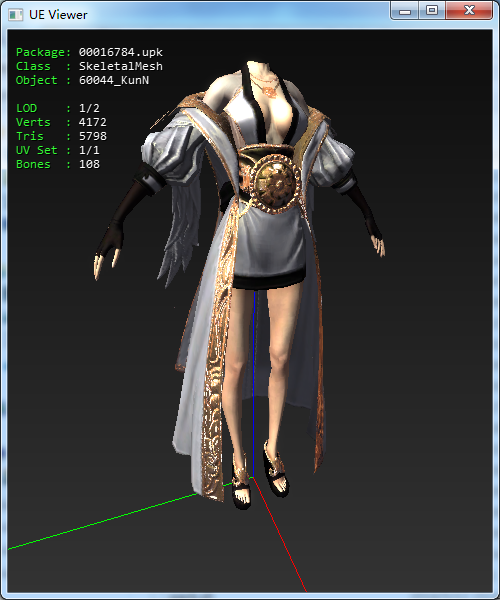 UE Viewer
Package: 00016784.upk
Class : SkeletalMesh
Object : 60044_KunN
LOD : 1/2
Verts : 4172
Tris : 5798
UV Set : 1/1
Bones : 108